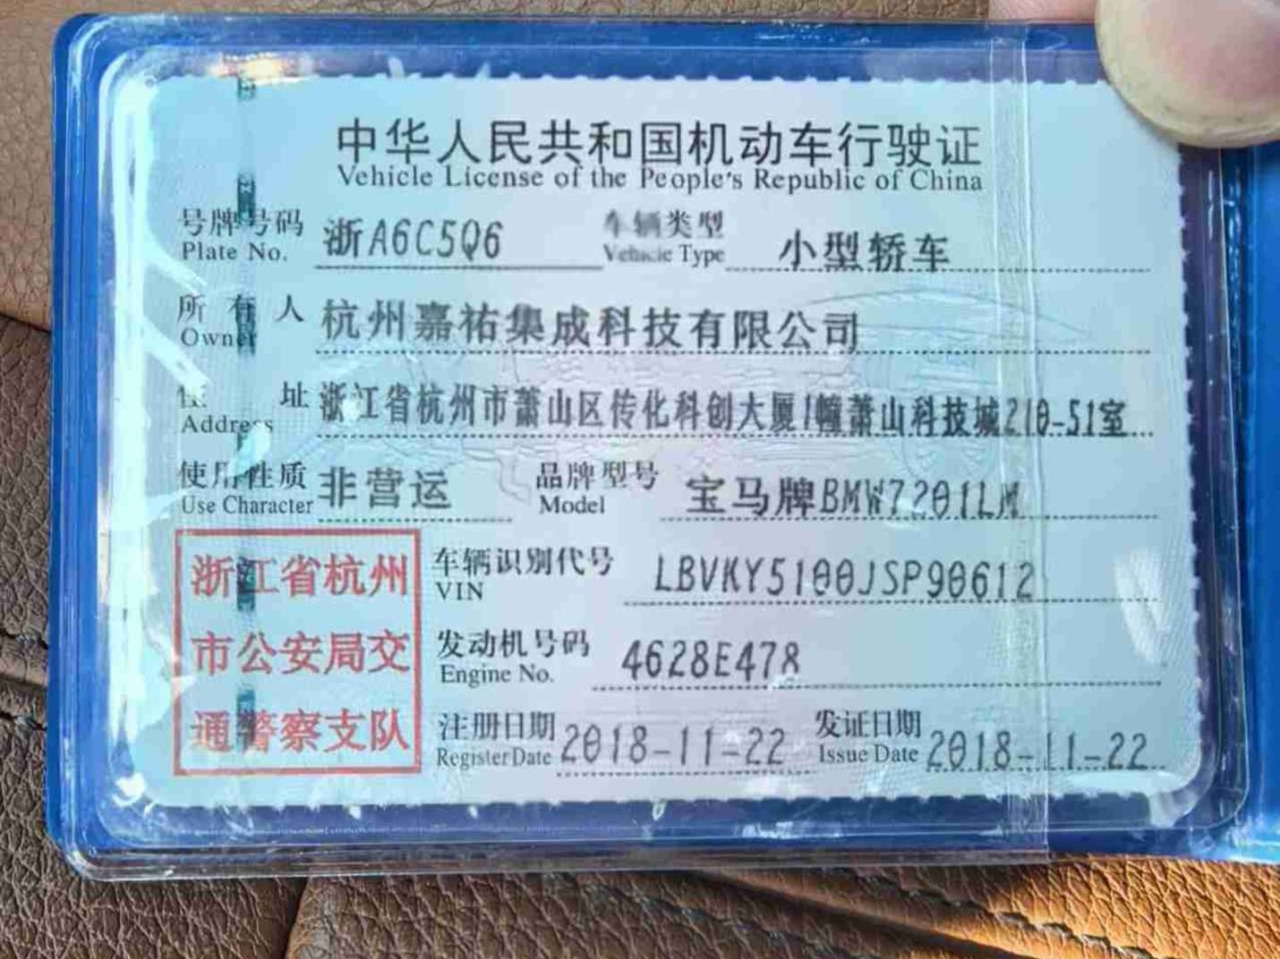 中华人民共和国机动车行驶证
Vehicle License of the People's Republic of China
号牌号码 浙A6C5Q6 车辆类型 小型轿车
Plate No. Vehicle Type
所有人 杭州嘉祐集成科技有限公司
Owner
住址 浙江省杭州市萧山区传化科创大厦1幢萧山科技城210-51室
Address
使用性质 非营运 品牌型号 宝马牌BMW7201LM
Use Character Model
浙江省杭州 车辆识别代号 LBVKY5100JSP90612
VIN
市公安局交 发动机号码 4628E478
Engine No.
通警察支队 注册日期 2018-11-22 发证日期 2018-11-22
Register Date Issue Date